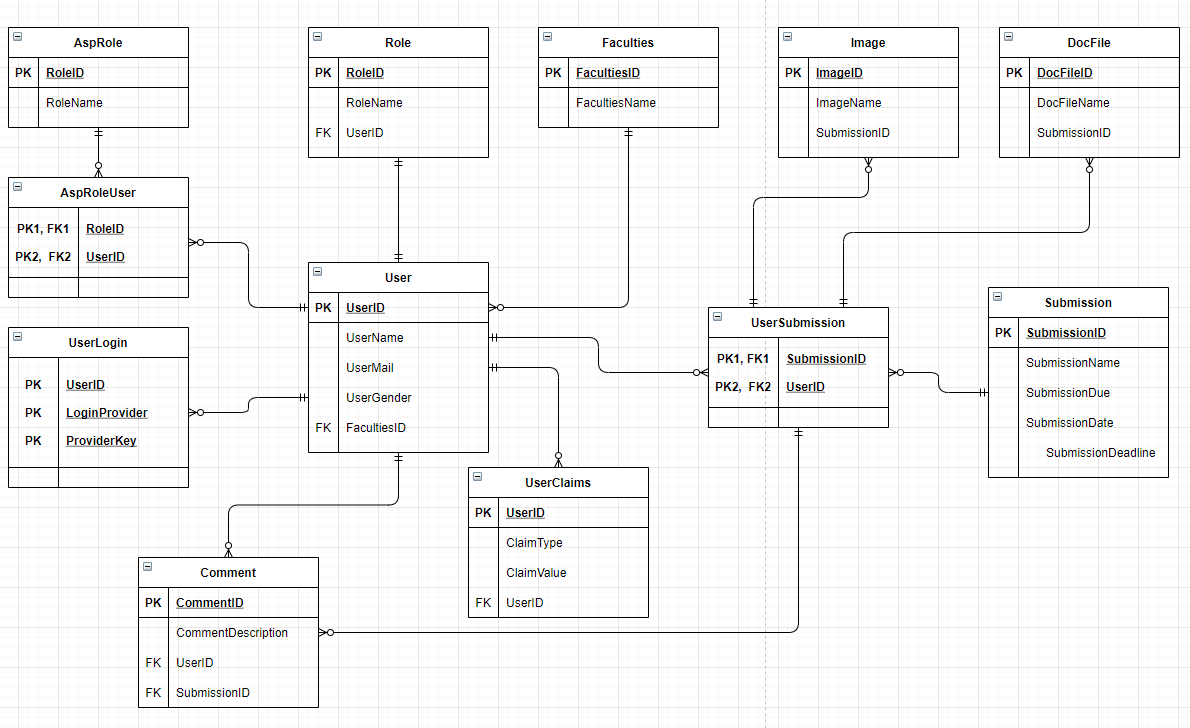 AspRole
PK RoleID
RoleName
Role
PK RoleID
RoleName
FK UserID
Faculties
PK FacultiesID
FacultiesName
Image
PK ImageID
ImageName
SubmissionID
DocFile
PK DocFileID
DocFileName
SubmissionID
AspRoleUser
PK1, FK1 RoleID
PK2, FK2 UserID
User
PK UserID
UserName
UserMail
UserGender
FK FacultiesID
UserSubmission
PK1, FK1 SubmissionID
PK2, FK2 UserID
Submission
PK SubmissionID
SubmissionName
SubmissionDue
SubmissionDate
SubmissionDeadline
UserLogin
PK UserID
PK LoginProvider
PK ProviderKey
UserClaims
PK UserID
ClaimType
ClaimValue
FK UserID
Comment
PK CommentID
CommentDescription
FK UserID
FK SubmissionID